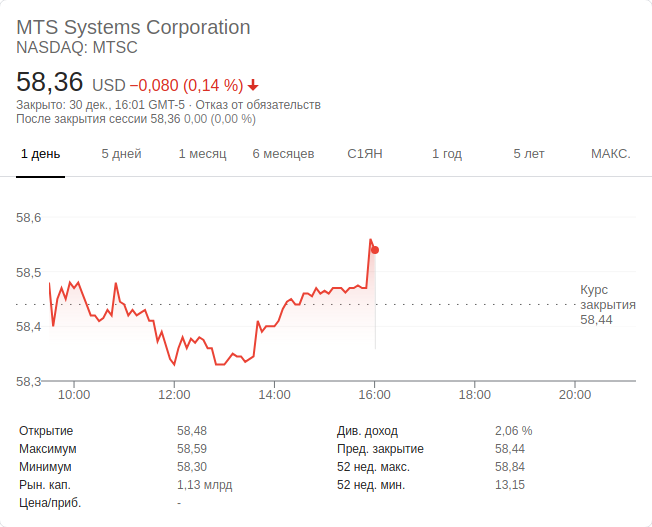 MTS Systems Corporation
NASDAQ: MTSC
58,36 USD −0,080 (0,14 %)
Закрыто: 30 дек., 16:01 GMT-5 · Отказ от обязательств
После закрытия сессии 58,36 0,00 (0,00 %)
1 день 5 дней 1 месяц 6 месяцев С1ЯН 1 год 5 лет МАКС.
58,6
58,5
58,4
58,3
Курс
закрытия
58,44
10:00 12:00 14:00 16:00 18:00 20:00
Открытие 58,48
Максимум 58,59
Минимум 58,30
Рын. кап. 1,13 млрд
Цена/приб. -
Див. доход 2,06 %
Пред. закрытие 58,44
52 нед. макс. 58,84
52 нед. мин. 13,15